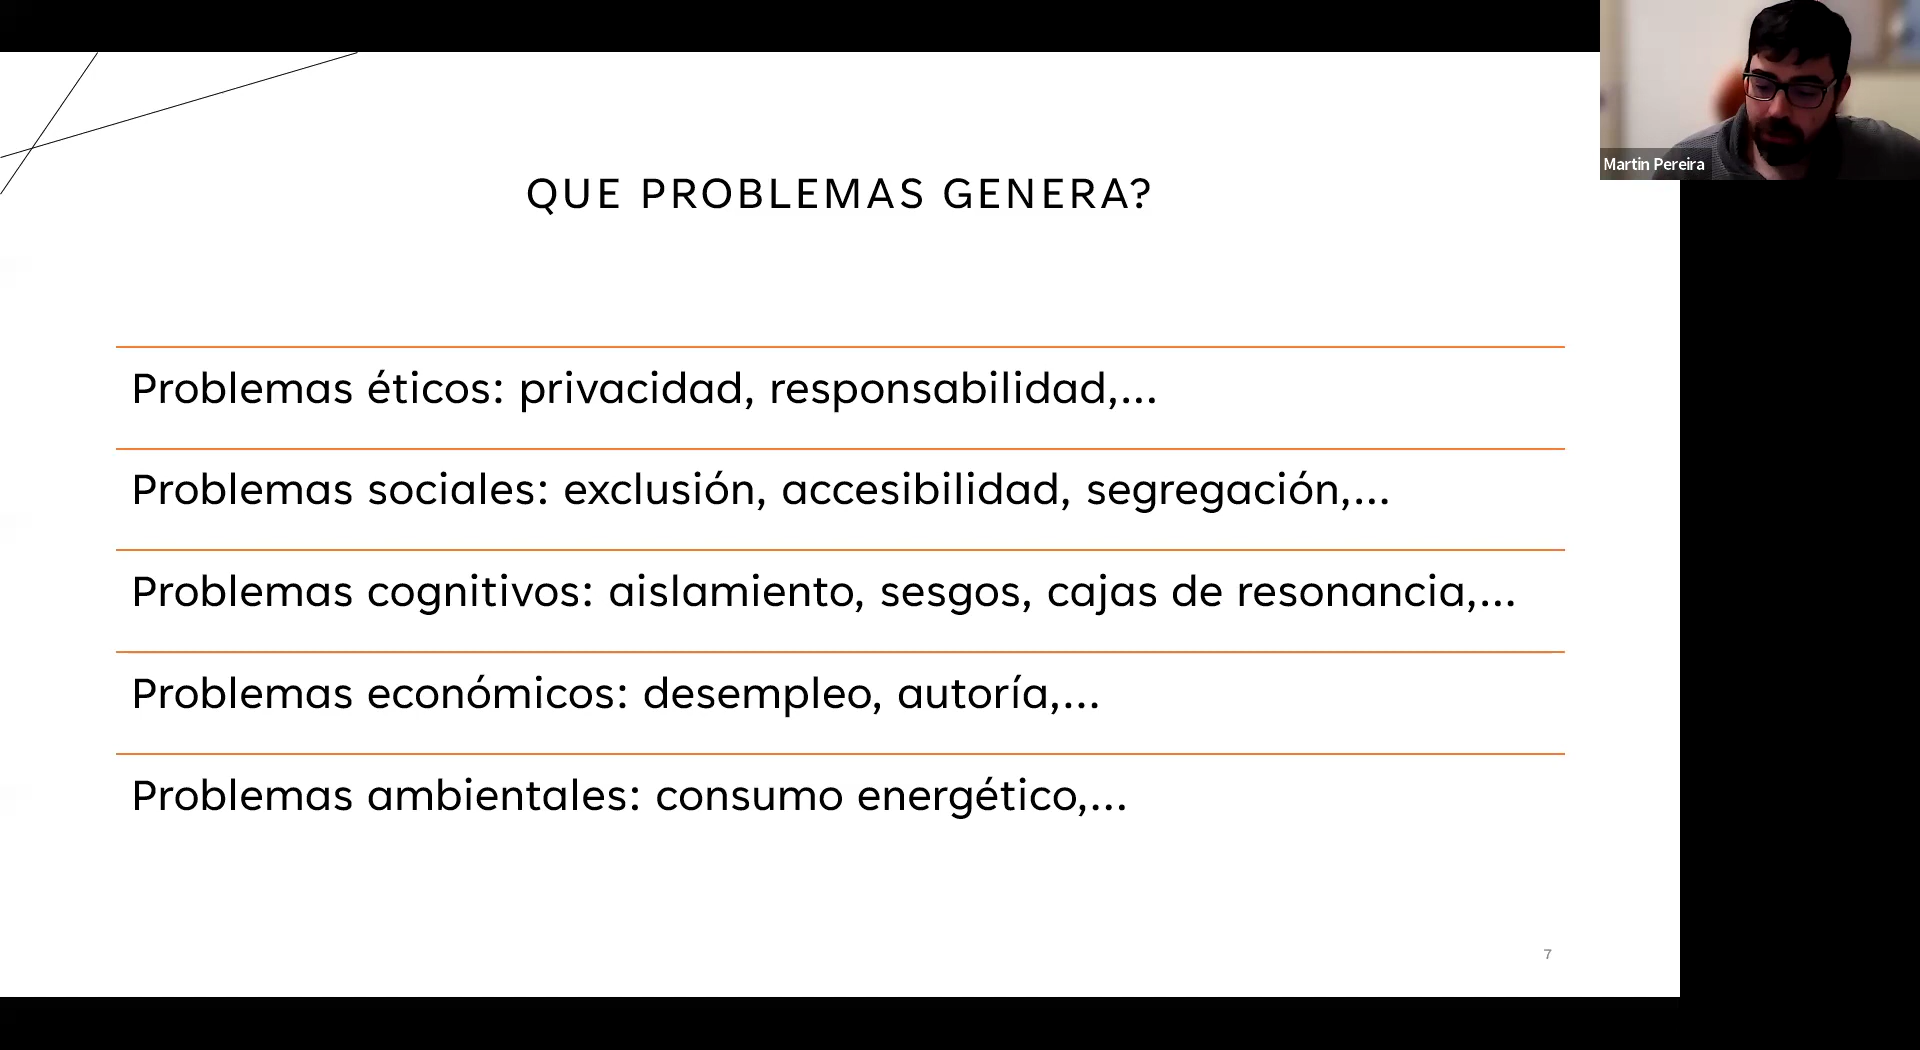 QUE PROBLEMAS GENERA?
Problemas éticos: privacidad, responsabilidad,...
Problemas sociales: exclusión, accesibilidad, segregación,...
Problemas cognitivos: aislamiento, sesgos, cajas de resonancia,...
Problemas económicos: desempleo, autoría,...
Problemas ambientales: consumo energético,...
7
Martin Pereira